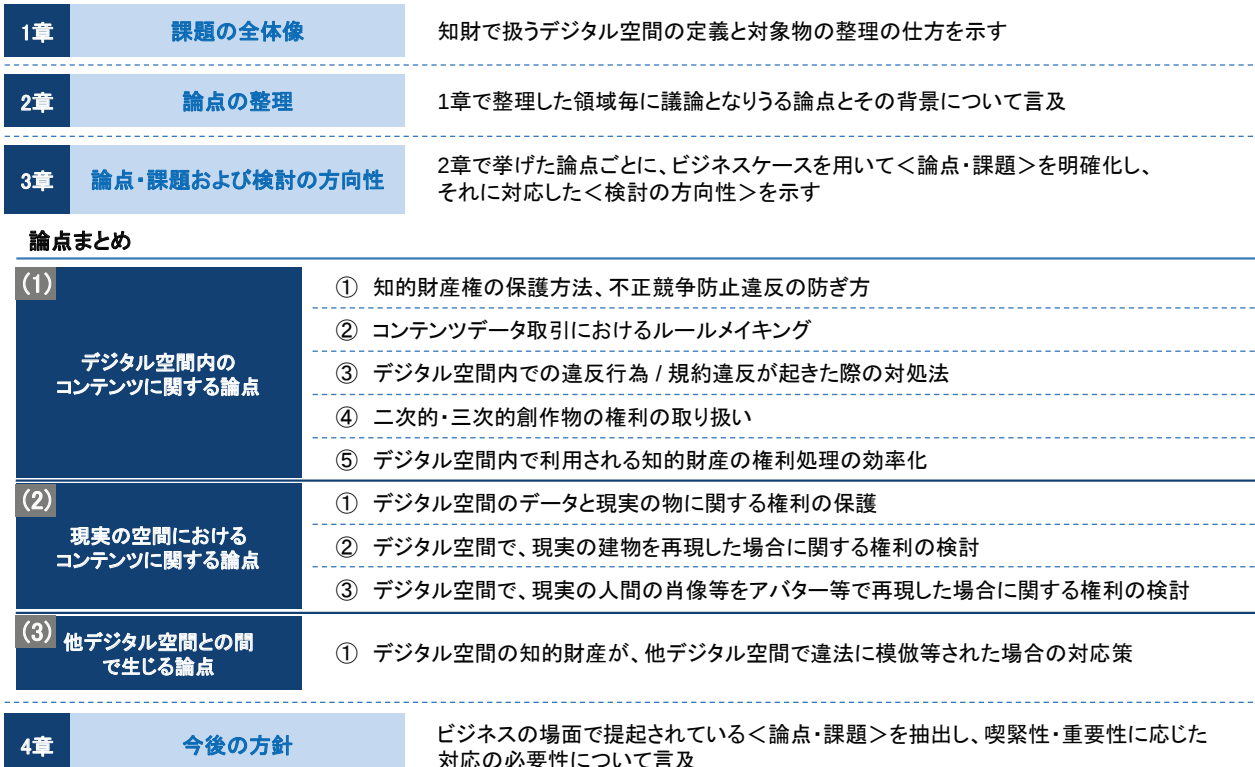 1章 課題の全体像 知財で扱うデジタル空間の定義と対象物の整理の仕方を示す
2章 論点の整理 1章で整理した領域毎に議論となりうる論点とその背景について言及
3章 論点・課題および検討の方向性 2章で挙げた論点ごとに、ビジネスケースを用いて＜論点・課題＞を明確化し、
それに対応した＜検討の方向性＞を示す
論点まとめ
(1)
デジタル空間内の
コンテンツに関する論点
① 知的財産権の保護方法、不正競争防止違反の防ぎ方
② コンテンツデータ取引におけるルールメイキング
③ デジタル空間内での違反行為 / 規約違反が起きた際の対処法
④ 二次的・三次的創作物の権利の取り扱い
⑤ デジタル空間内で利用される知的財産の権利処理の効率化
(2)
現実の空間における
コンテンツに関する論点
① デジタル空間のデータと現実の物に関する権利の保護
② デジタル空間で、現実の建物を再現した場合に関する権利の検討
③ デジタル空間で、現実の人間の肖像等をアバター等で再現した場合に関する権利の検討
(3)
他デジタル空間との間
で生じる論点
① デジタル空間の知的財産が、他デジタル空間で違法に模倣等された場合の対応策
4章 今後の方針 ビジネスの場面で提起されている＜論点・課題＞を抽出し、喫緊性・重要性に応じた
対応の必要性について言及